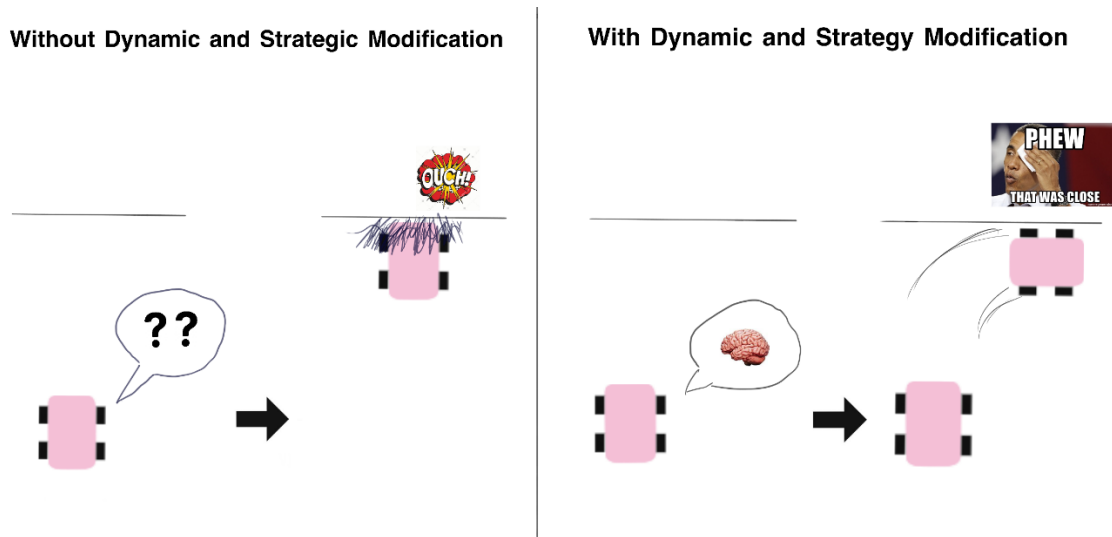 Without Dynamic and Strategic Modification
OUCH!
??
With Dynamic and Strategy Modification
PHEW
THAT WAS CLOSE